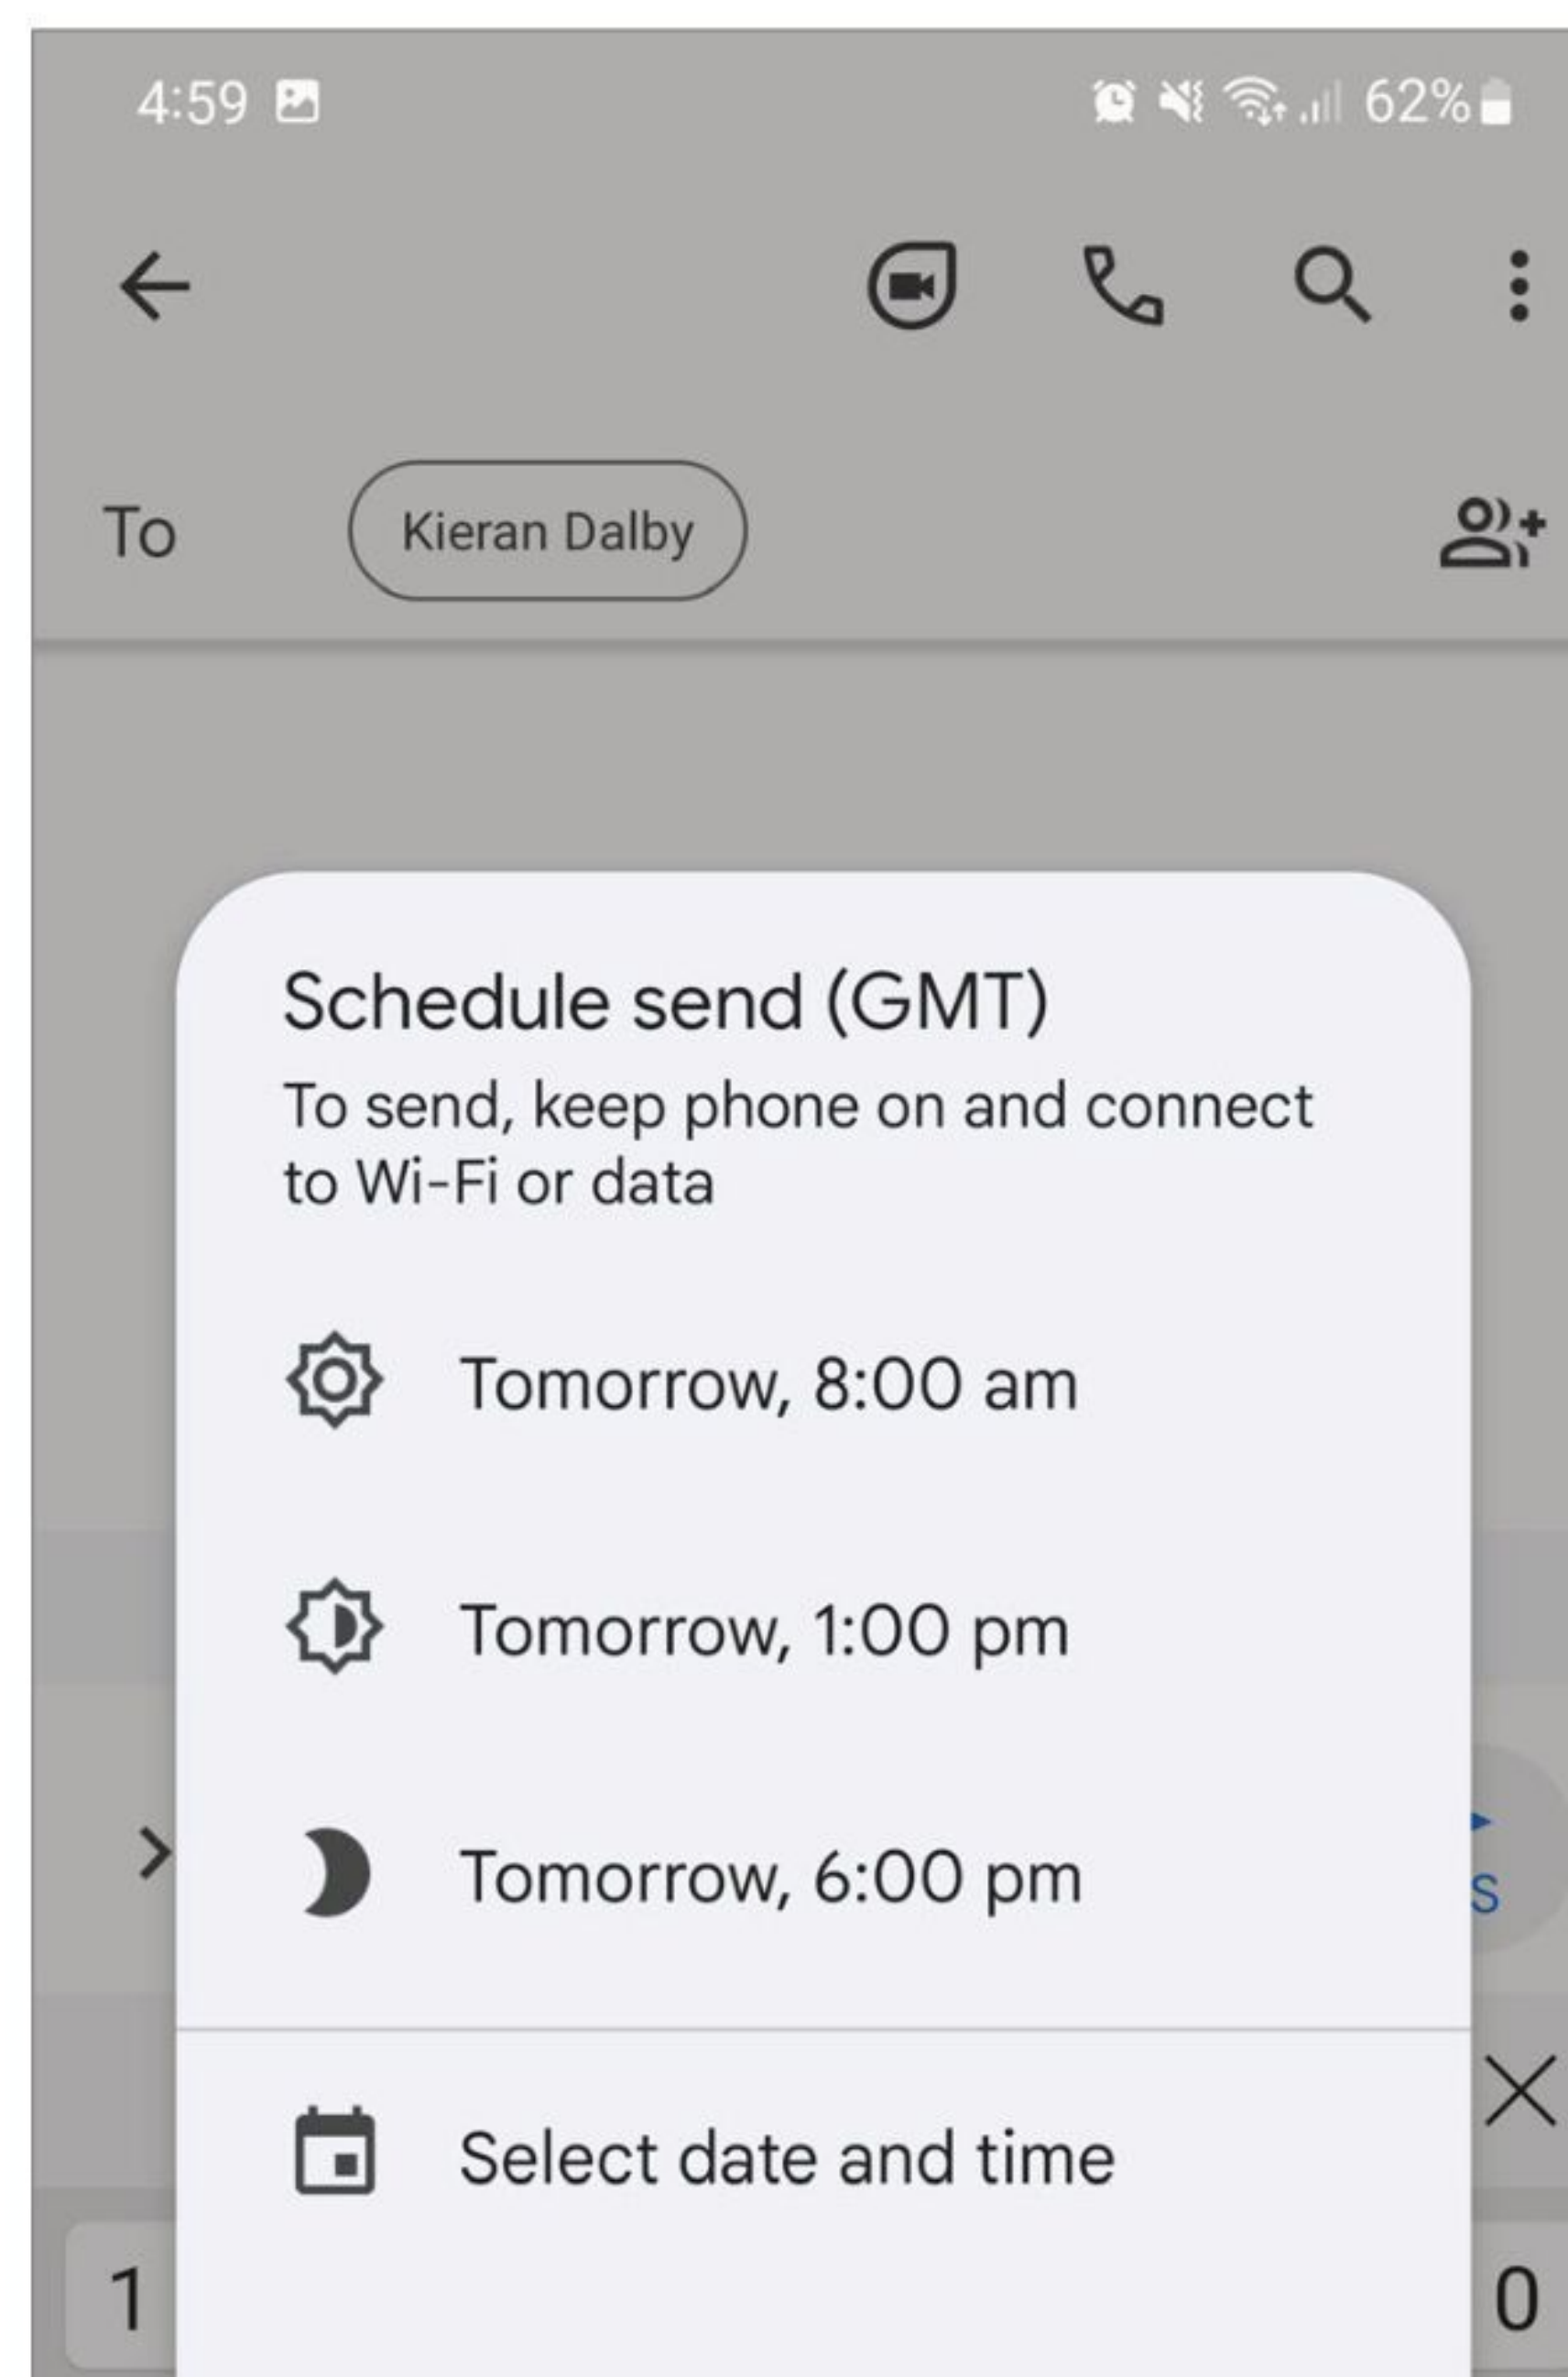 4:59 62%
To Kieran Dalby
Schedule send (GMT)
To send, keep phone on and connect
to Wi-Fi or data
Tomorrow, 8:00 am
Tomorrow, 1:00 pm
Tomorrow, 6:00 pm
S
Select date and time
1 0